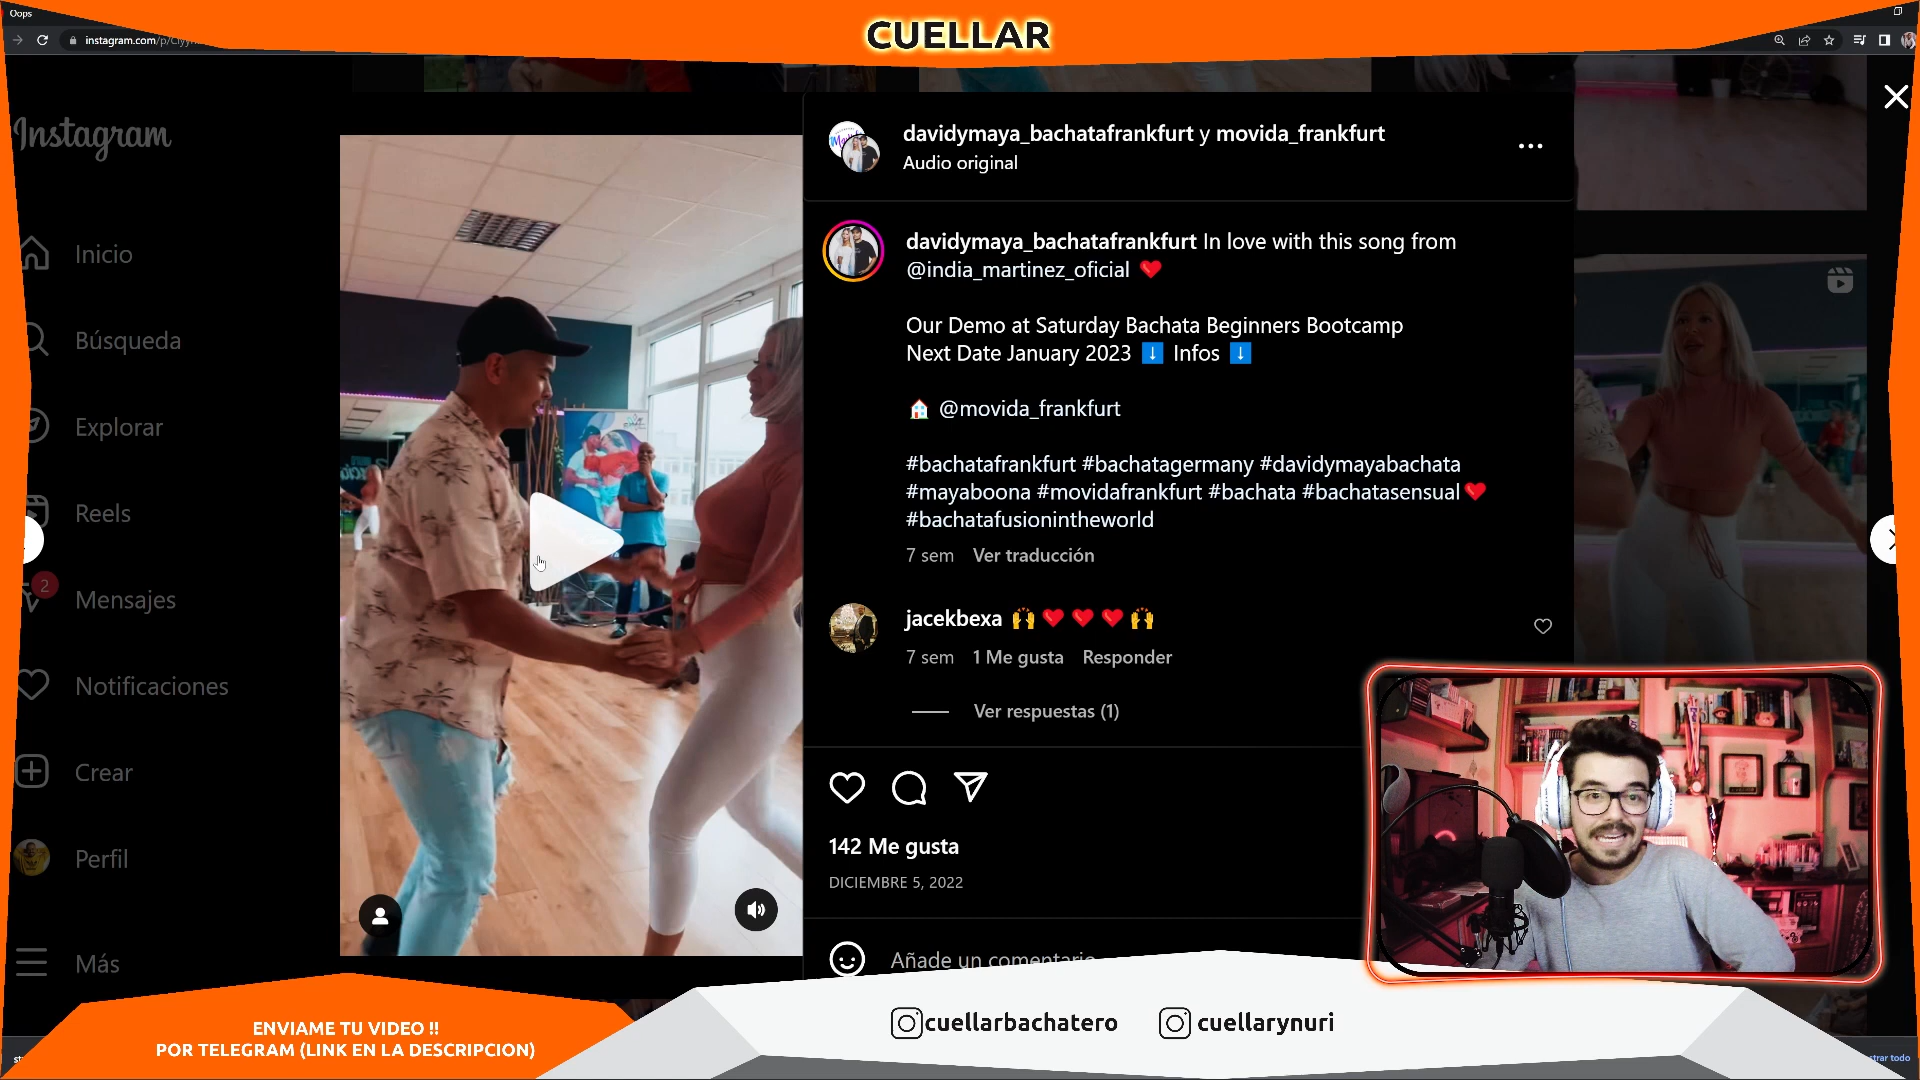 Oops
CUELLAR
instagram.com/p/
Instagram
Inicio
Búsqueda
Explorar
Reels
2
Mensajes
Notificaciones
Crear
Perfil
Más
davidymaya_bachatafrankfurt y movida_frankfurt
Audio original
davidymaya_bachatafrankfurt In love with this song from
@india_martinez_oficial ❤️
Our Demo at Saturday Bachata Beginners Bootcamp
Next Date January 2023 ⬇️ Infos ⬇️
🏠 @movida_frankfurt
#bachatafrankfurt #bachatagermany #davidymayabachata
#mayaboona #movidafrankfurt #bachata #bachatasensual❤️
#bachatafusionintheworld
7 sem Ver traducción
jacekbexa 🙌❤️❤️❤️🙌
7 sem 1 Me gusta Responder
Ver respuestas (1)
142 Me gusta
DICIEMBRE 5, 2022
Añade un comentario
ENVIAME TU VIDEO !!
POR TELEGRAM (LINK EN LA DESCRIPCION)
cuellarbachatero
cuellarynuri
strar todo